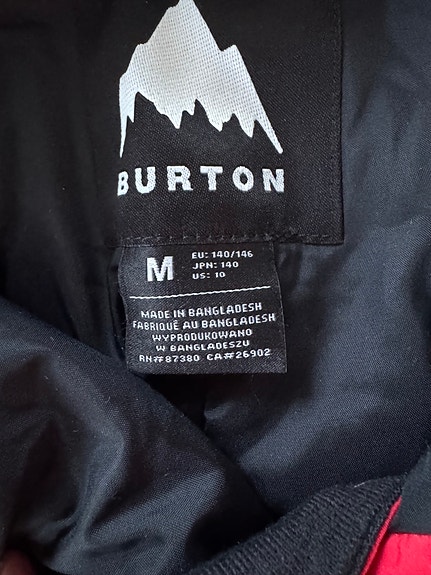 BURTON
M
EU: 140/146
JPN: 140
US: 10
MADE IN BANGLADESH
FABRIQUÉ AU BANGLADESH
WYPRODUKOWANO
W BANGLADESZU
RN#87380 CA#26902